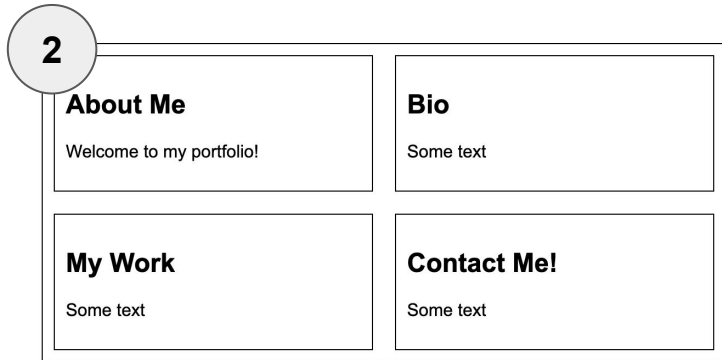 2
About Me
Welcome to my portfolio!
Bio
Some text
My Work
Some text
Contact Me!
Some text